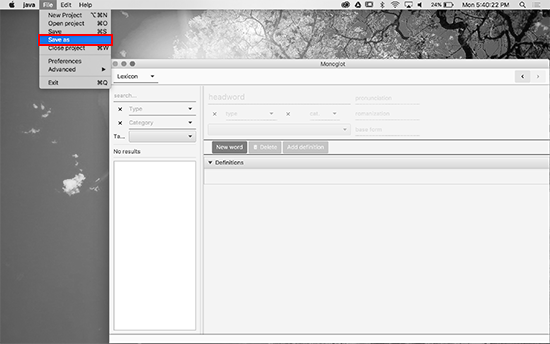 java File Edit Help 24% Mon 5:40:22 PM
New Project ⌥⌘N
Open project ⌘O
Save ⌘S
Save as
Close project ⌘W
Preferences
Advanced
Exit ⌘Q
Monoglot
Lexicon
search...
Type
Category
Ta...
No results
headword pronunciation
type cat. romanization
base form
New word Delete Add definition
Definitions